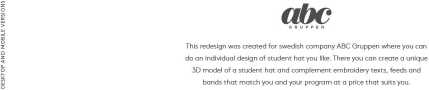 DESKTOP AND MOBILE VERSIONS
abc
GRUPPEN
This redesign was created for swedish company ABC Gruppen where you can
do an individual design of student hat you like. There you can create a unique
3D model of a student hat and complement embroidery texts, feeds and
bands that match you and your program at a price that suits you.